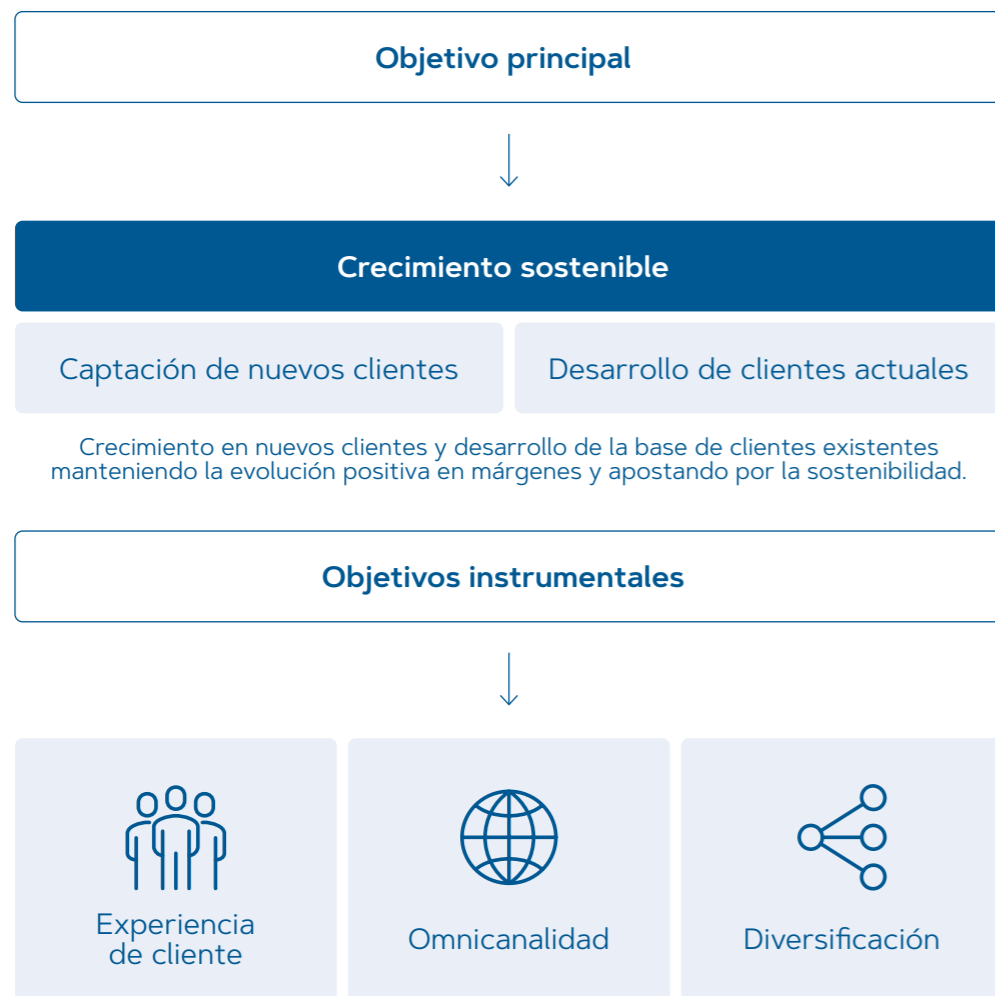 Objetivo principal
Crecimiento sostenible
Captación de nuevos clientes
Desarrollo de clientes actuales
Crecimiento en nuevos clientes y desarrollo de la base de clientes existentes
manteniendo la evolución positiva en márgenes y apostando por la sostenibilidad.
Objetivos instrumentales
Experiencia
de cliente
Omnicanalidad
Diversificación